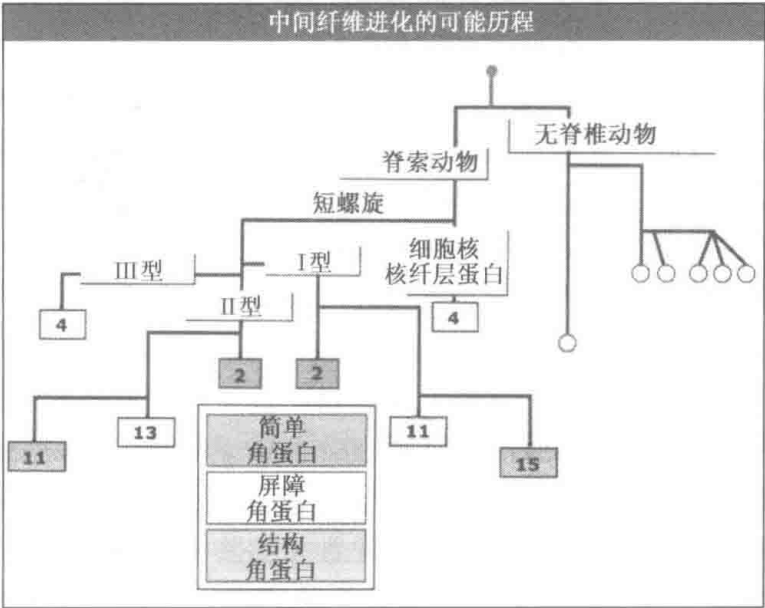 中间纤维进化的可能历程
无脊椎动物
脊索动物
短螺旋
细胞核
核纤层蛋白
I型
III型
II型
4
4
2
2
11
13
11
15
简单
角蛋白
屏障
角蛋白
结构
角蛋白